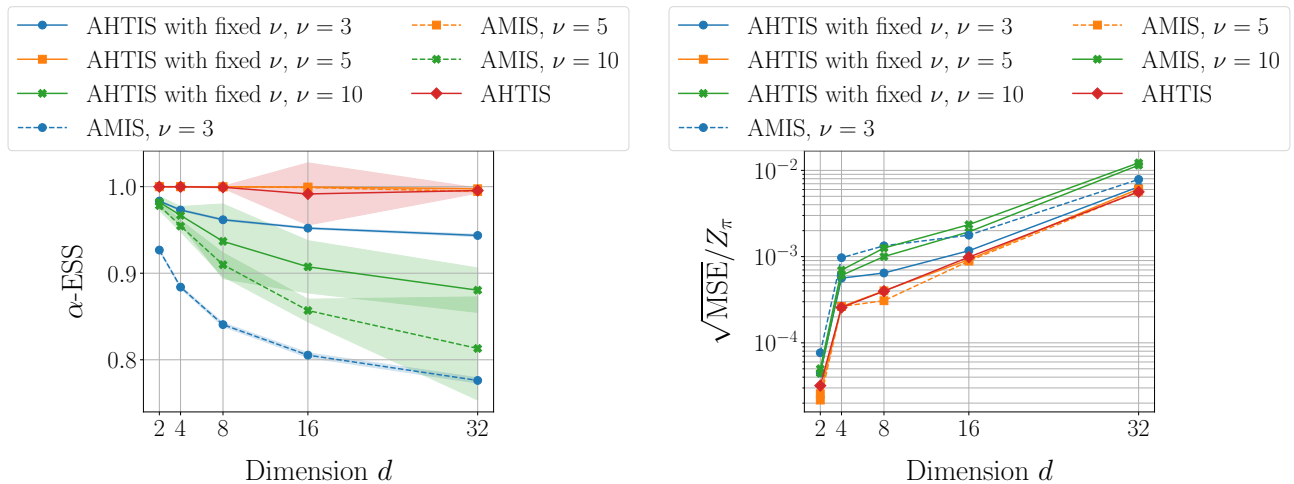 AHTIS with fixed ν, ν = 3
AHTIS with fixed ν, ν = 5
AHTIS with fixed ν, ν = 10
AMIS, ν = 3
AMIS, ν = 5
AMIS, ν = 10
AHTIS
1.0
0.9
0.8
α-ESS
2 4 8 16 32
Dimension d
AHTIS with fixed ν, ν = 3
AHTIS with fixed ν, ν = 5
AHTIS with fixed ν, ν = 10
AMIS, ν = 3
AMIS, ν = 5
AMIS, ν = 10
AHTIS
10⁻²
10⁻³
10⁻⁴
√MSE/Z_π
2 4 8 16 32
Dimension d